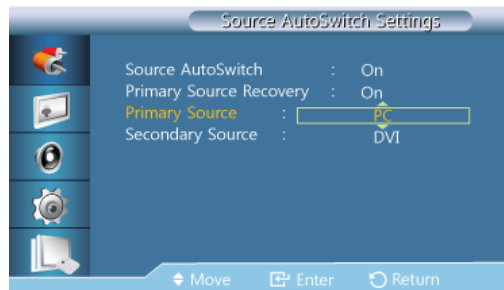 Source AutoSwitch Settings
Source AutoSwitch : On
Primary Source Recovery : On
Primary Source : PC
Secondary Source : DVI
Move Enter Return